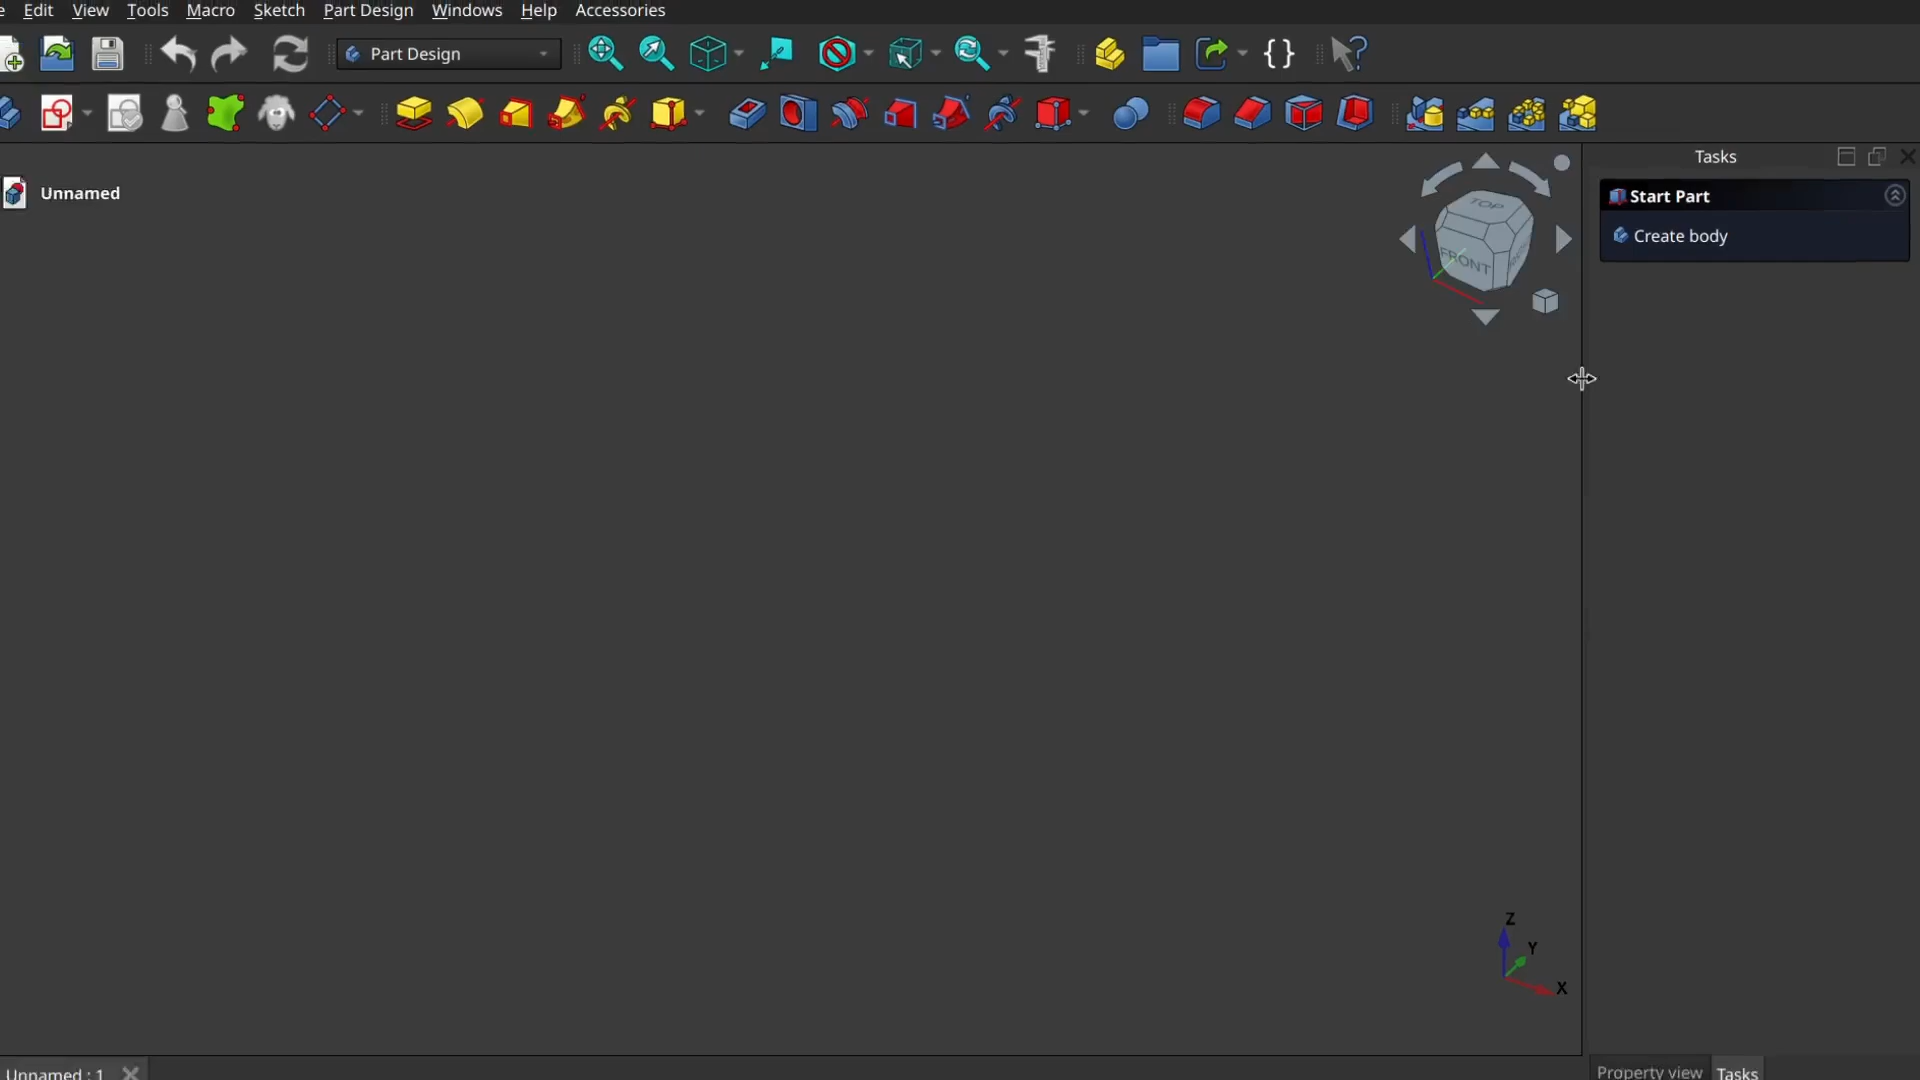 Edit View Tools Macro Sketch Part Design Windows Help Accessories
Part Design
{ }
Tasks
Unnamed
Start Part
Create body
TOP
FRONT
Z
Y
X
Unnamed : 1
Property view Tasks